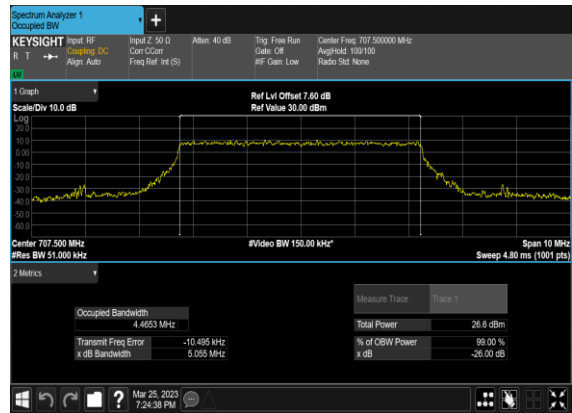 Spectrum Analyzer 1
Occupied BW
+
KEYSIGHT
R T
LW
Input: RF
Coupling: DC
Align: Auto
Input Z: 50 Ω
Corr CCorr
Freq Ref: Int (S)
Atten: 40 dB
Trig: Free Run
Gate: Off
#IF Gain: Low
Center Freq: 707.500000 MHz
Avg|Hold: 100/100
Radio Std: None
1 Graph
Scale/Div 10.0 dB
Ref Lvl Offset 7.60 dB
Ref Value 30.00 dBm
Log
20.0
10.0
0.00
-10.0
-20.0
-30.0
-40.0
-50.0
-60.0
Center 707.500 MHz
#Res BW 51.000 kHz
#Video BW 150.00 kHz*
Span 10 MHz
Sweep 4.80 ms (1001 pts)
2 Metrics
Occupied Bandwidth
4.4653 MHz
Transmit Freq Error -10.495 kHz
x dB Bandwidth 5.055 MHz
Measure Trace Trace 1
Total Power 26.6 dBm
% of OBW Power 99.00 %
x dB -26.00 dB
?
Mar 25, 2023
7:24:38 PM